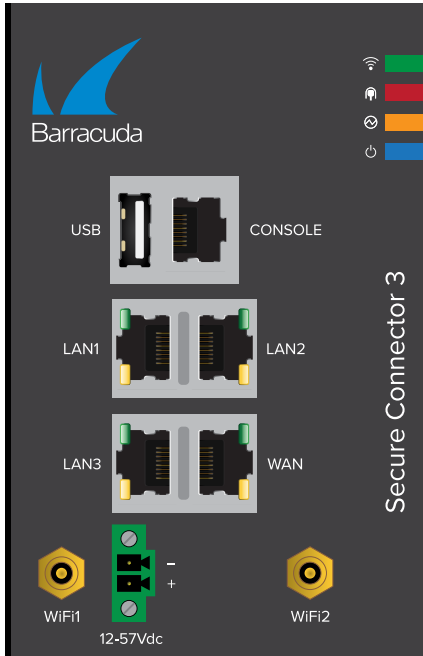 Barracuda
USB
CONSOLE
LAN1
LAN2
LAN3
WAN
−
+
WiFi1
12-57Vdc
WiFi2
Secure Connector 3